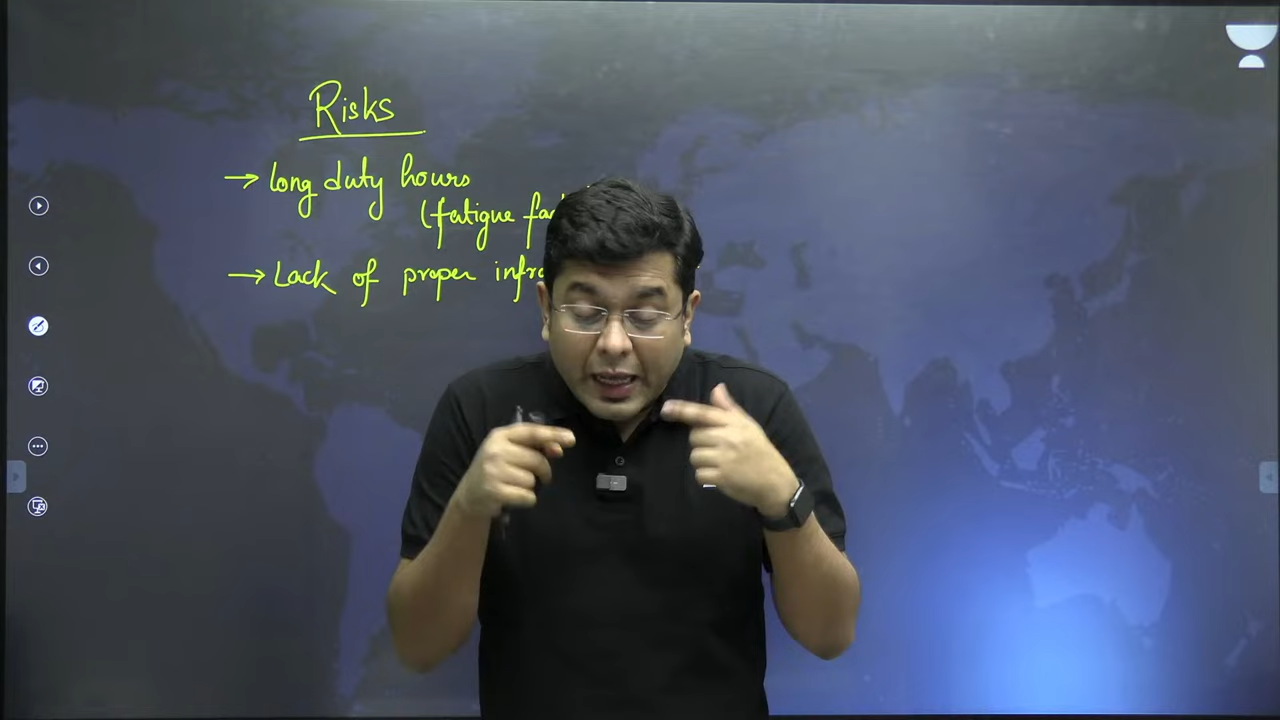 Risks
→ long duty hours
(fatigue
→ Lack of proper